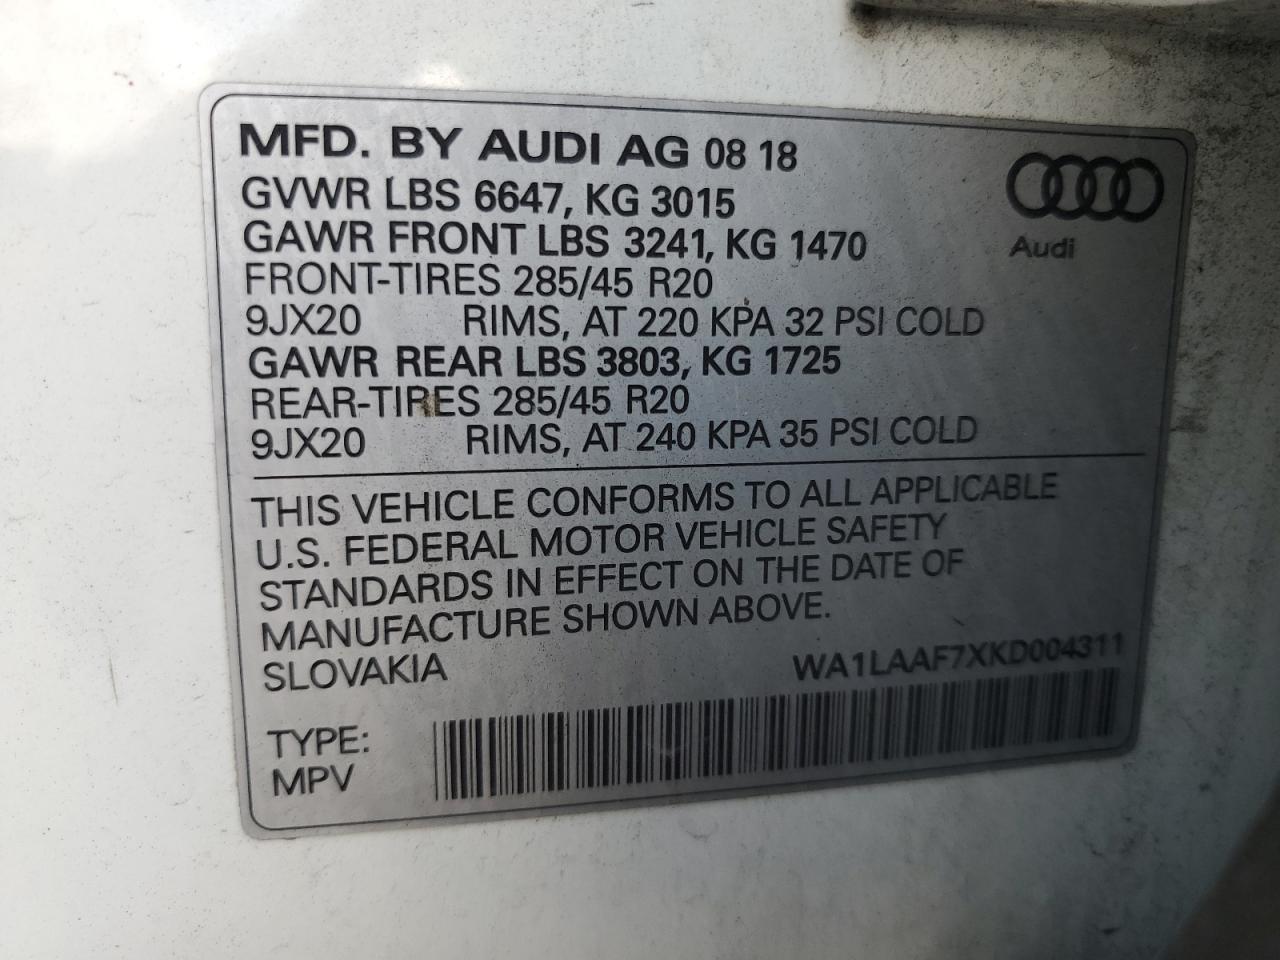 MFD. BY AUDI AG 08 18
GVWR LBS 6647, KG 3015
GAWR FRONT LBS 3241, KG 1470
FRONT-TIRES 285/45 R20
9JX20 RIMS, AT 220 KPA 32 PSI COLD
GAWR REAR LBS 3803, KG 1725
REAR-TIRES 285/45 R20
9JX20 RIMS, AT 240 KPA 35 PSI COLD
Audi
THIS VEHICLE CONFORMS TO ALL APPLICABLE
U.S. FEDERAL MOTOR VEHICLE SAFETY
STANDARDS IN EFFECT ON THE DATE OF
MANUFACTURE SHOWN ABOVE.
SLOVAKIA WA1LAAF7XKD004311
TYPE:
MPV